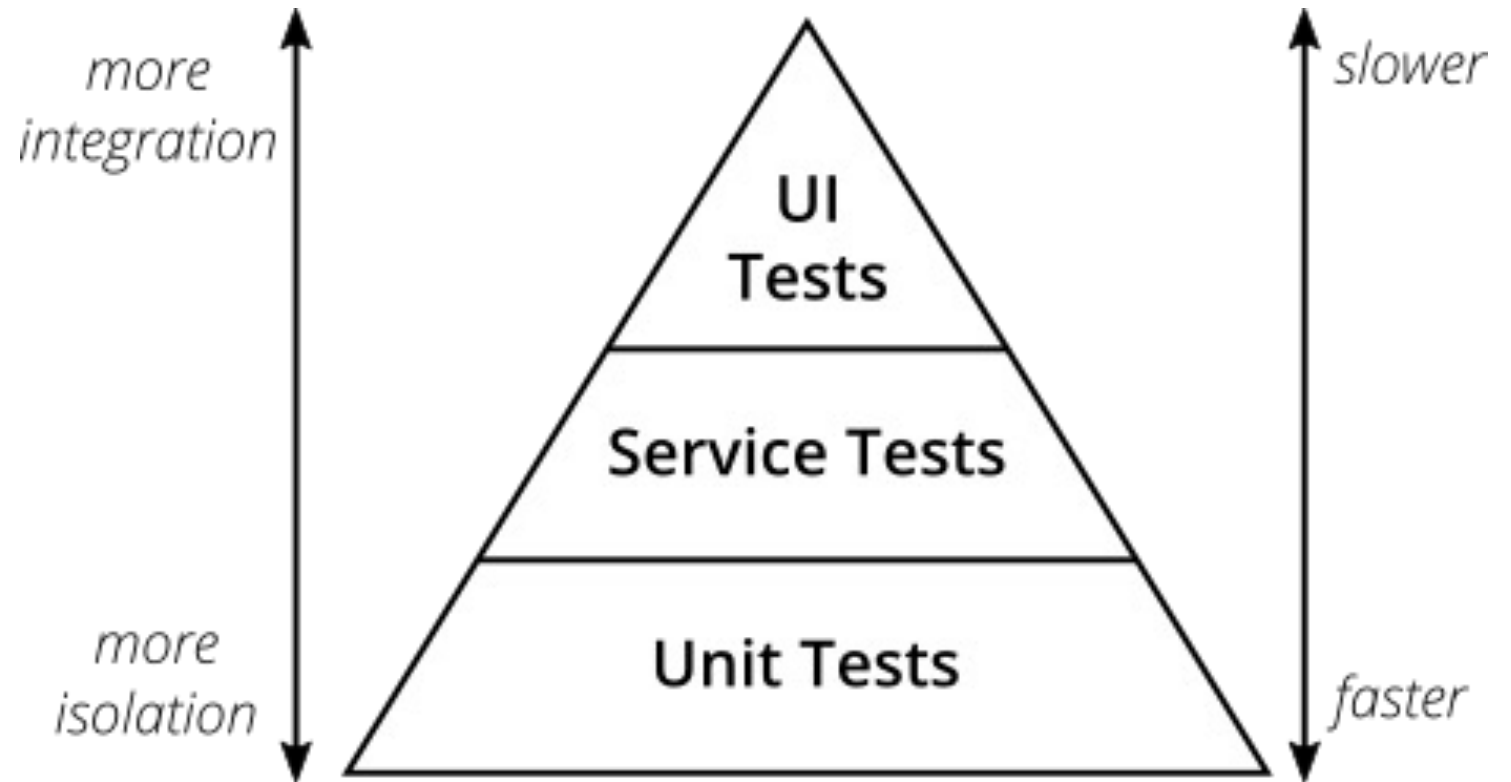 more
integration
slower
UI
Tests
Service Tests
more
isolation
Unit Tests
faster